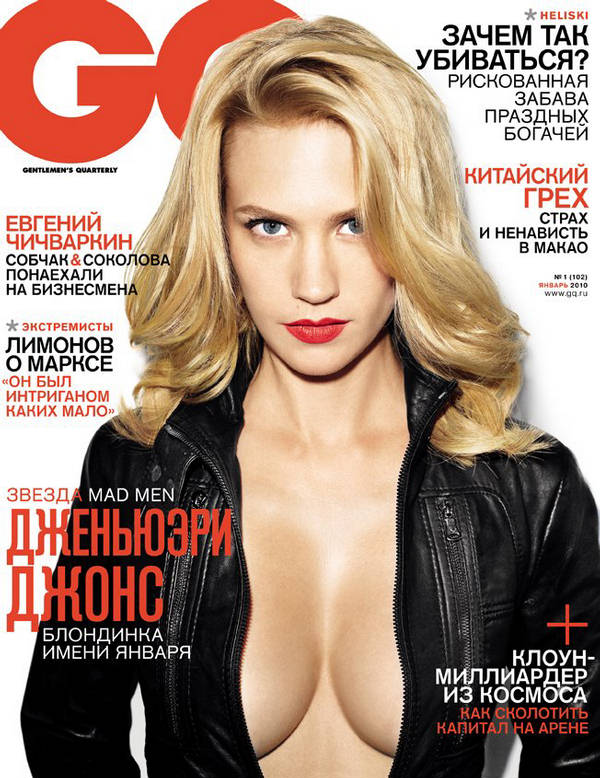 GQ
GENTLEMEN'S QUARTERLY
*HELISKI
ЗАЧЕМ ТАК
УБИВАТЬСЯ?
РИСКОВАННАЯ
ЗАБАВА
ПРАЗДНЫХ
БОГАЧЕЙ
КИТАЙСКИЙ
ГРЕХ
СТРАХ
И НЕНАВИСТЬ
В МАКАО
№ 1 (102)
ЯНВАРЬ 2010
www.gq.ru
ЕВГЕНИЙ
ЧИЧВАРКИН
СОБЧАК & СОКОЛОВА
ПОНАЕХАЛИ
НА БИЗНЕСМЕНА
*ЭКСТРЕМИСТЫ
ЛИМОНОВ
О МАРКСЕ
«ОН БЫЛ
ИНТРИГАНОМ
КАКИХ МАЛО»
ЗВЕЗДА MAD MEN
ДЖЕНЬЮЭРИ
ДЖОНС
БЛОНДИНКА
ИМЕНИ ЯНВАРЯ
+
КЛОУН-
МИЛЛИАРДЕР
ИЗ КОСМОСА
КАК СКОЛОТИТЬ
КАПИТАЛ НА АРЕНЕ